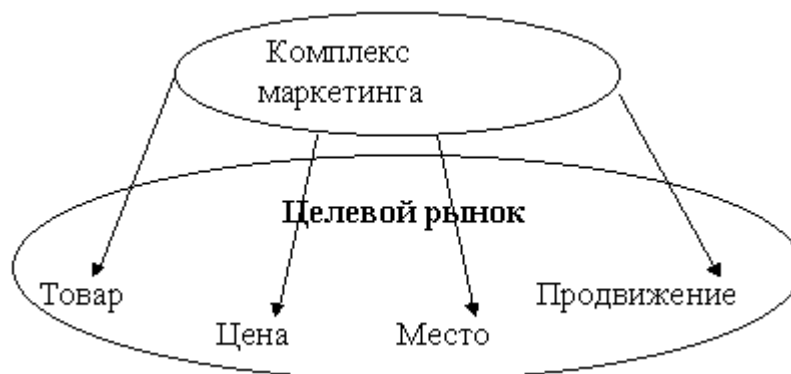 Комплекс
маркетинга
Целевой рынок
Товар
Продвижение
Цена
Место